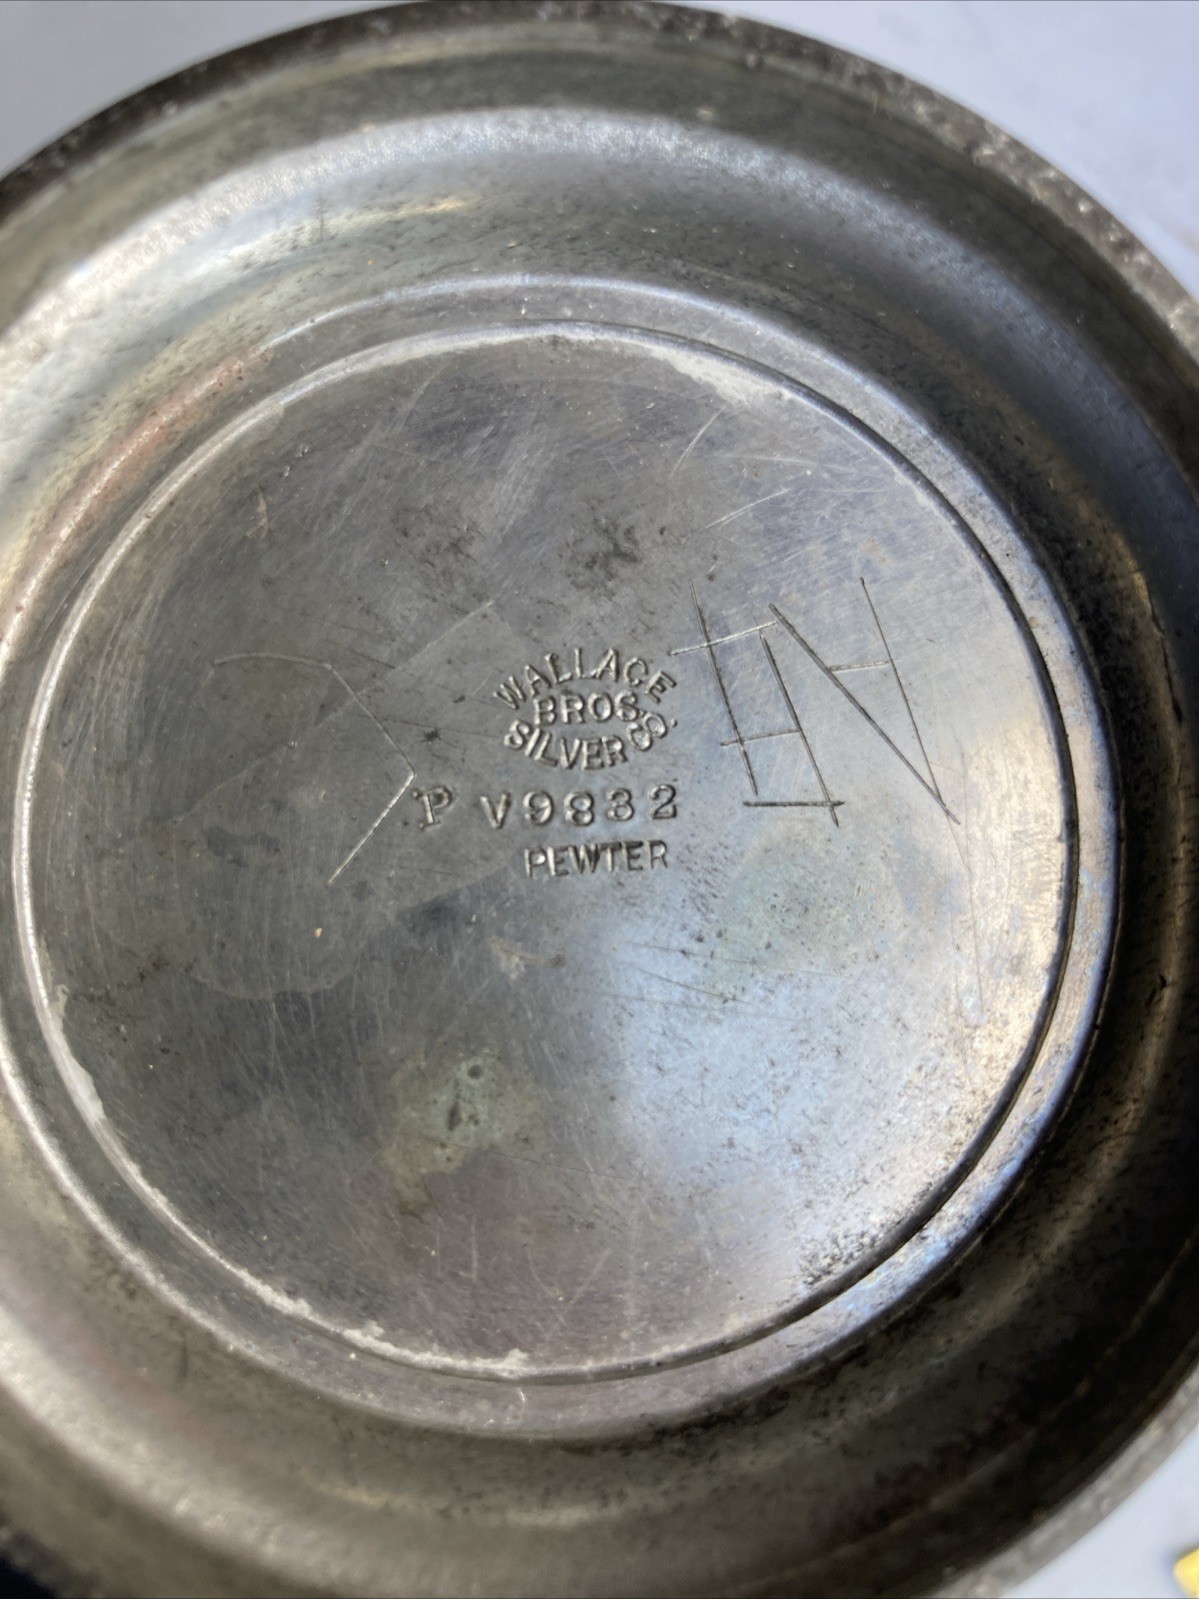 WALLACE
BROS.
SILVER CO.
P V9832
PEWTER